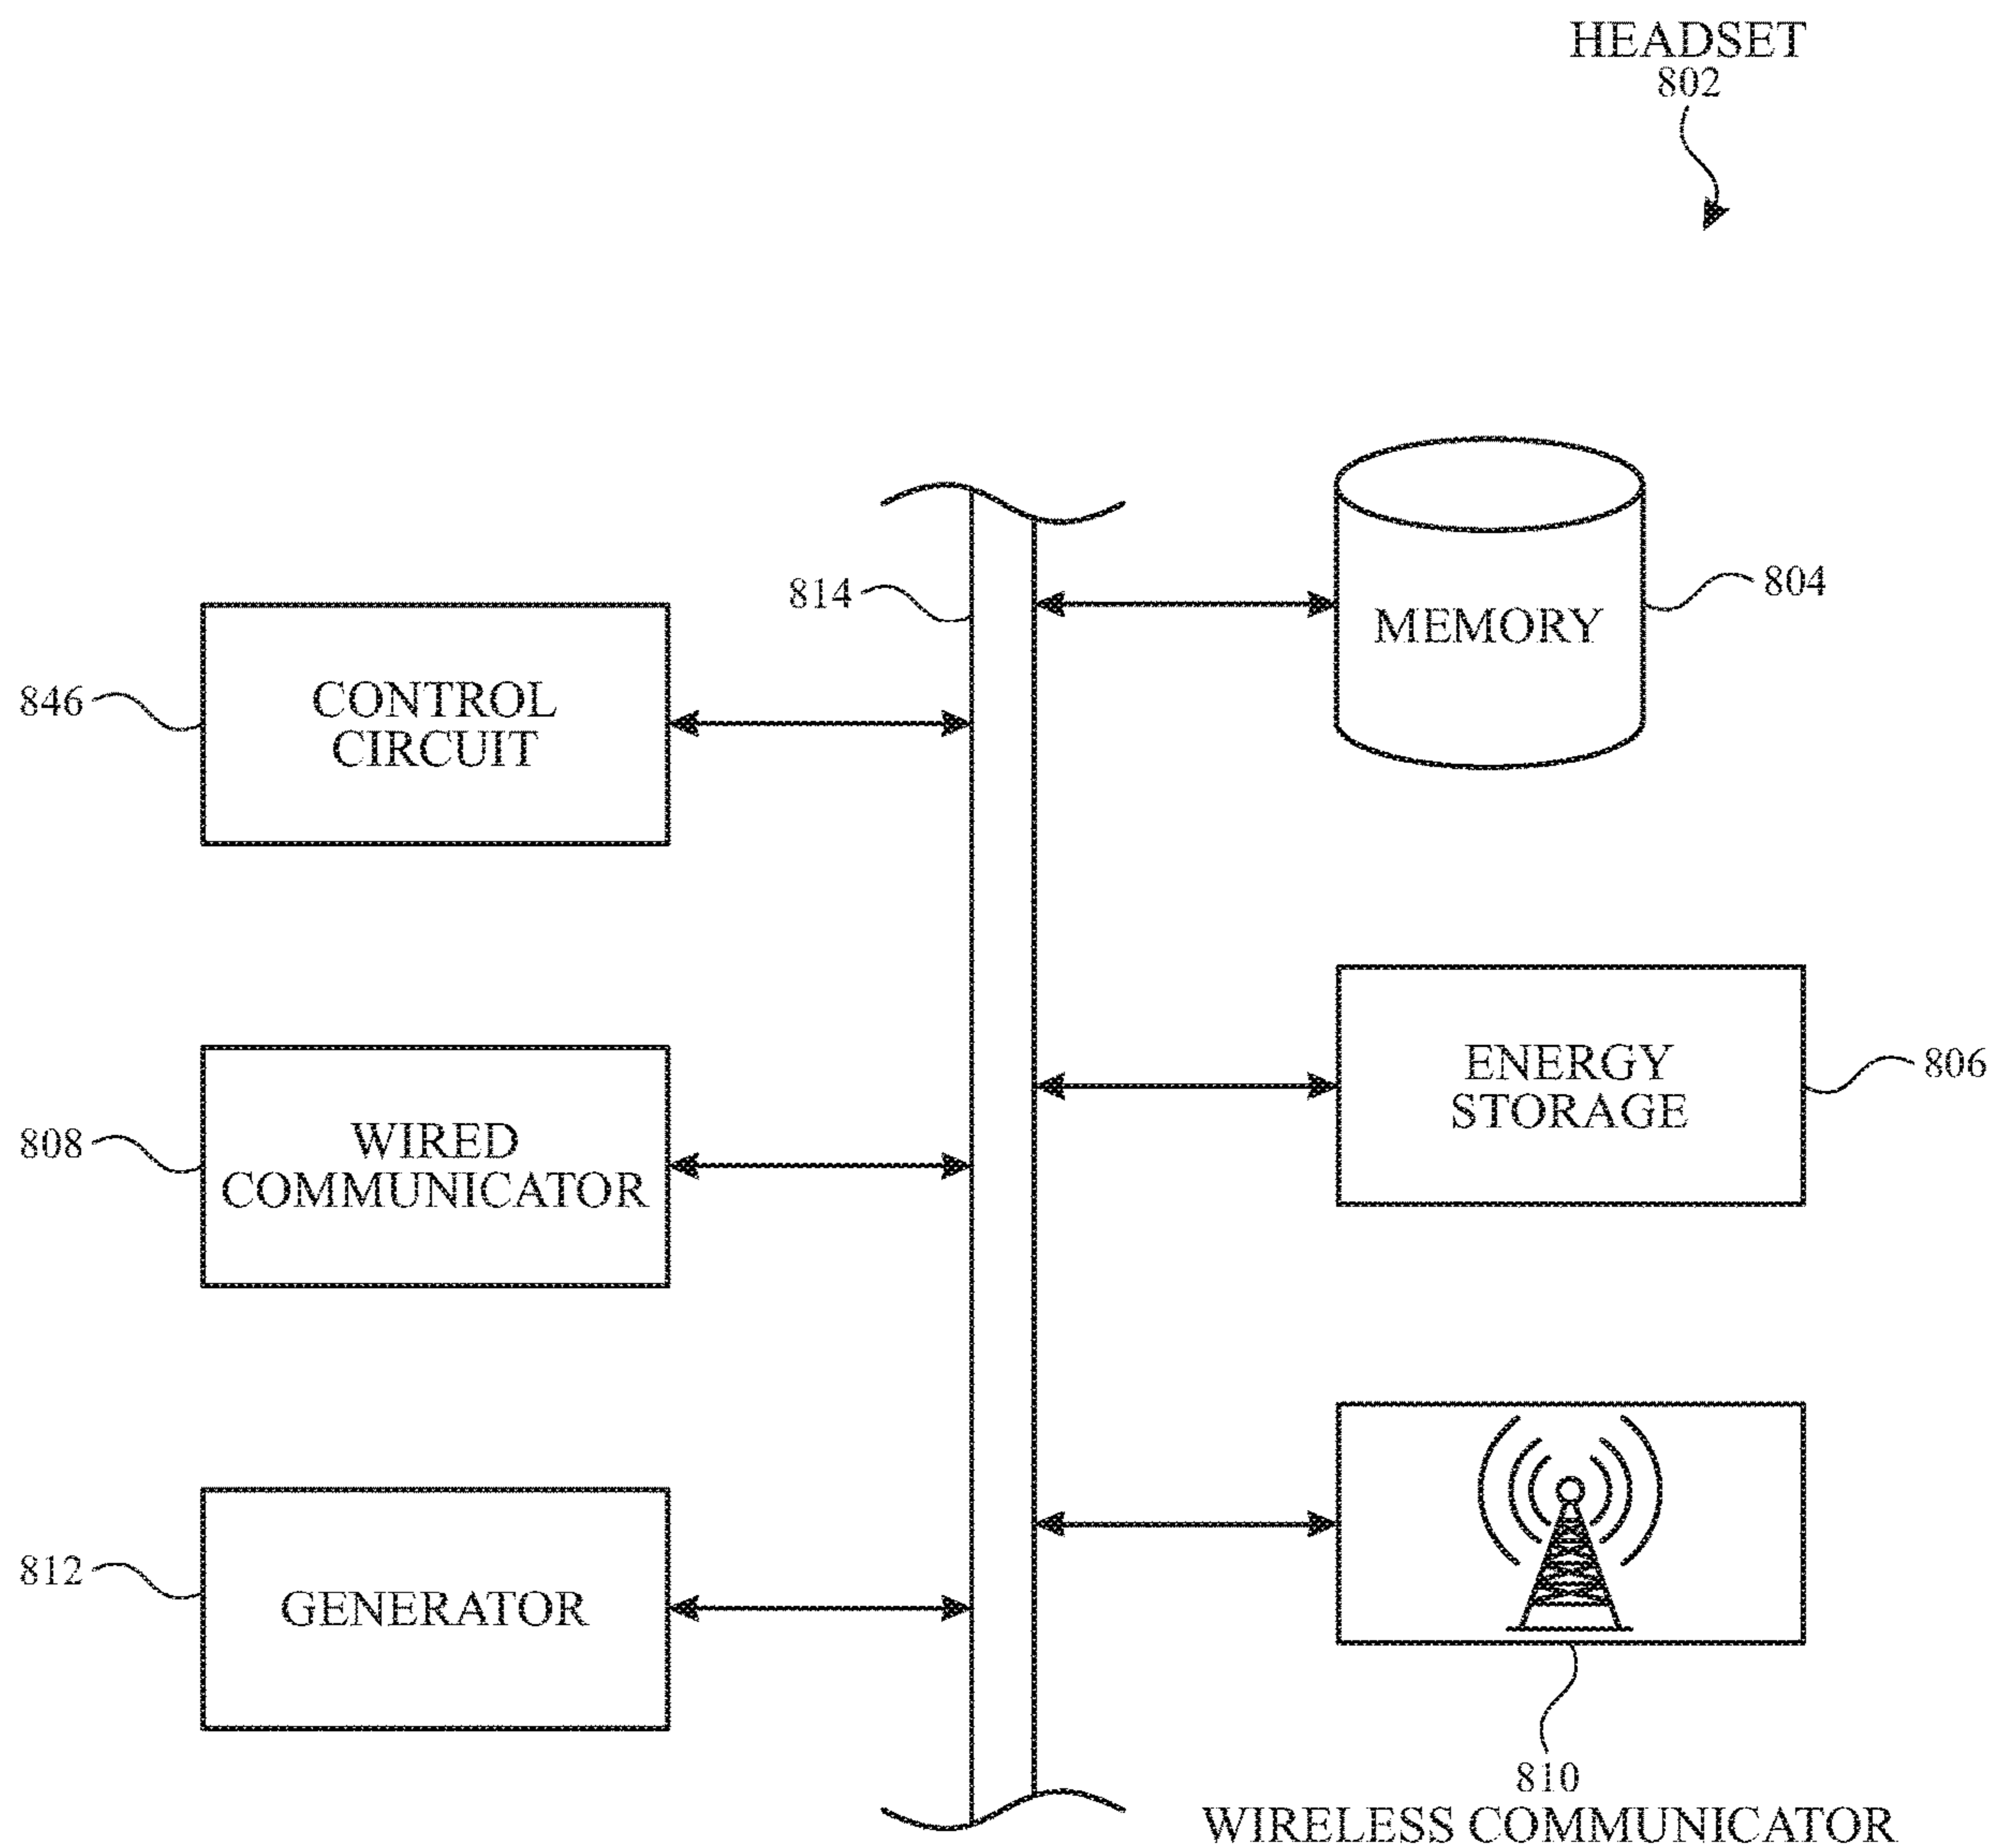 HEADSET
802
814
804
MEMORY
846
CONTROL
CIRCUIT
ENERGY
STORAGE
806
808
WIRED
COMMUNICATOR
812
GENERATOR
810
WIRELESS COMMUNICATOR